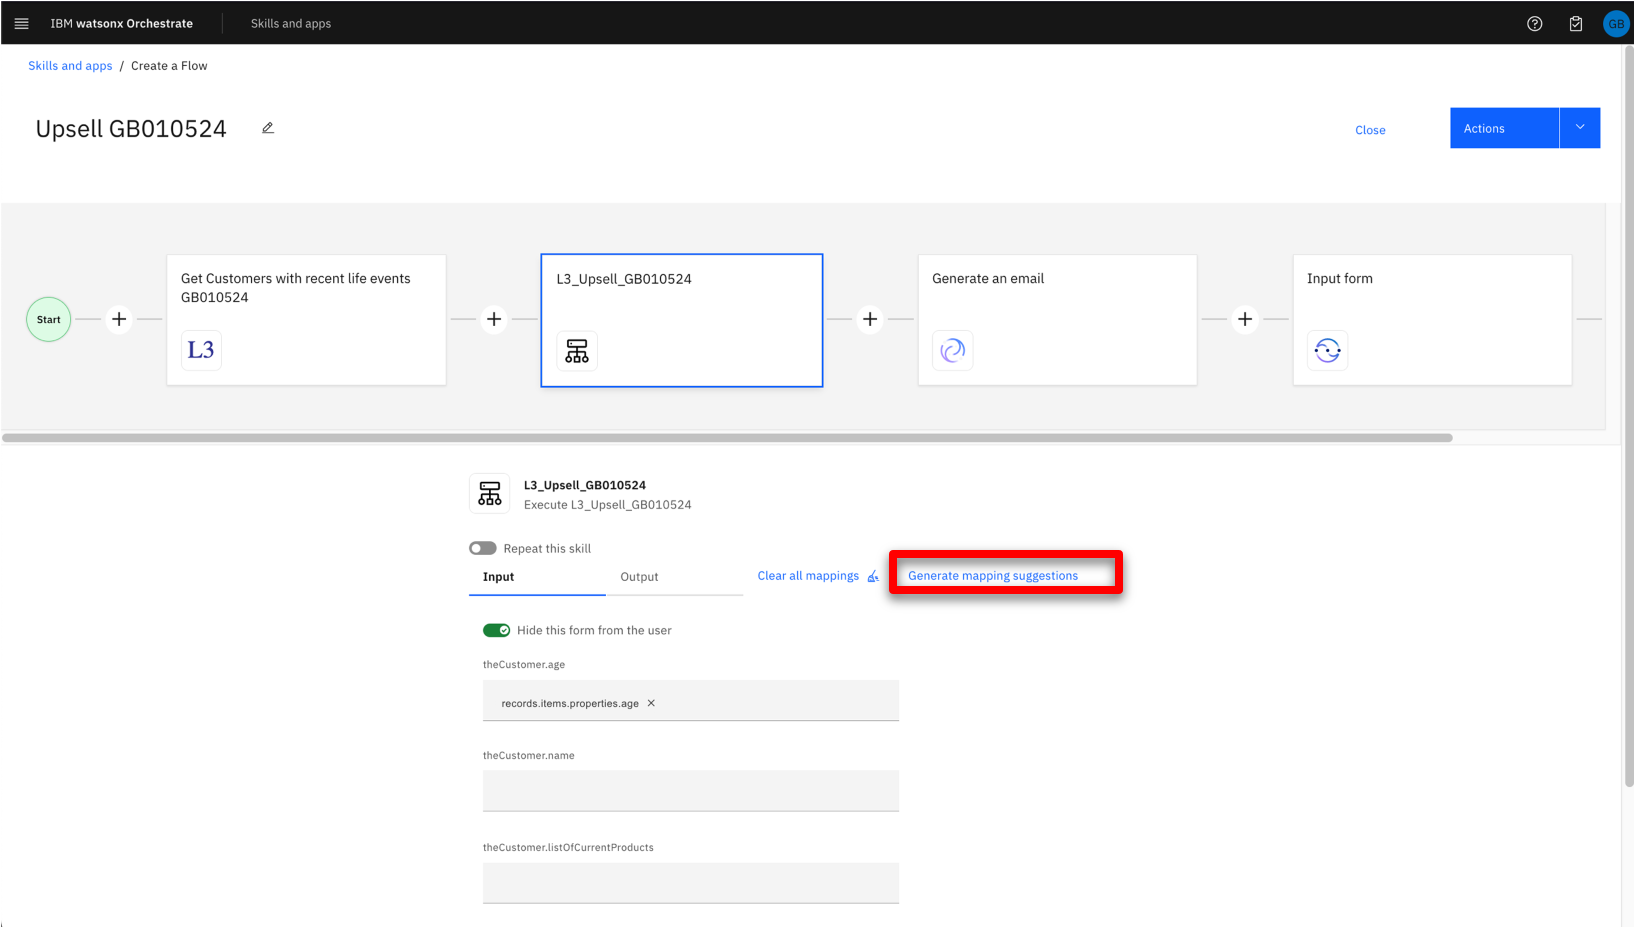 IBM watsonx Orchestrate
Skills and apps
GB
Skills and apps / Create a Flow
Upsell GB010524
Close
Actions
Start
Get Customers with recent life events
GB010524
L3
L3_Upsell_GB010524
Generate an email
Input form
L3_Upsell_GB010524
Execute L3_Upsell_GB010524
Repeat this skill
Input
Output
Clear all mappings
Generate mapping suggestions
Hide this form from the user
theCustomer.age
records.items.properties.age
theCustomer.name
theCustomer.listOfCurrentProducts